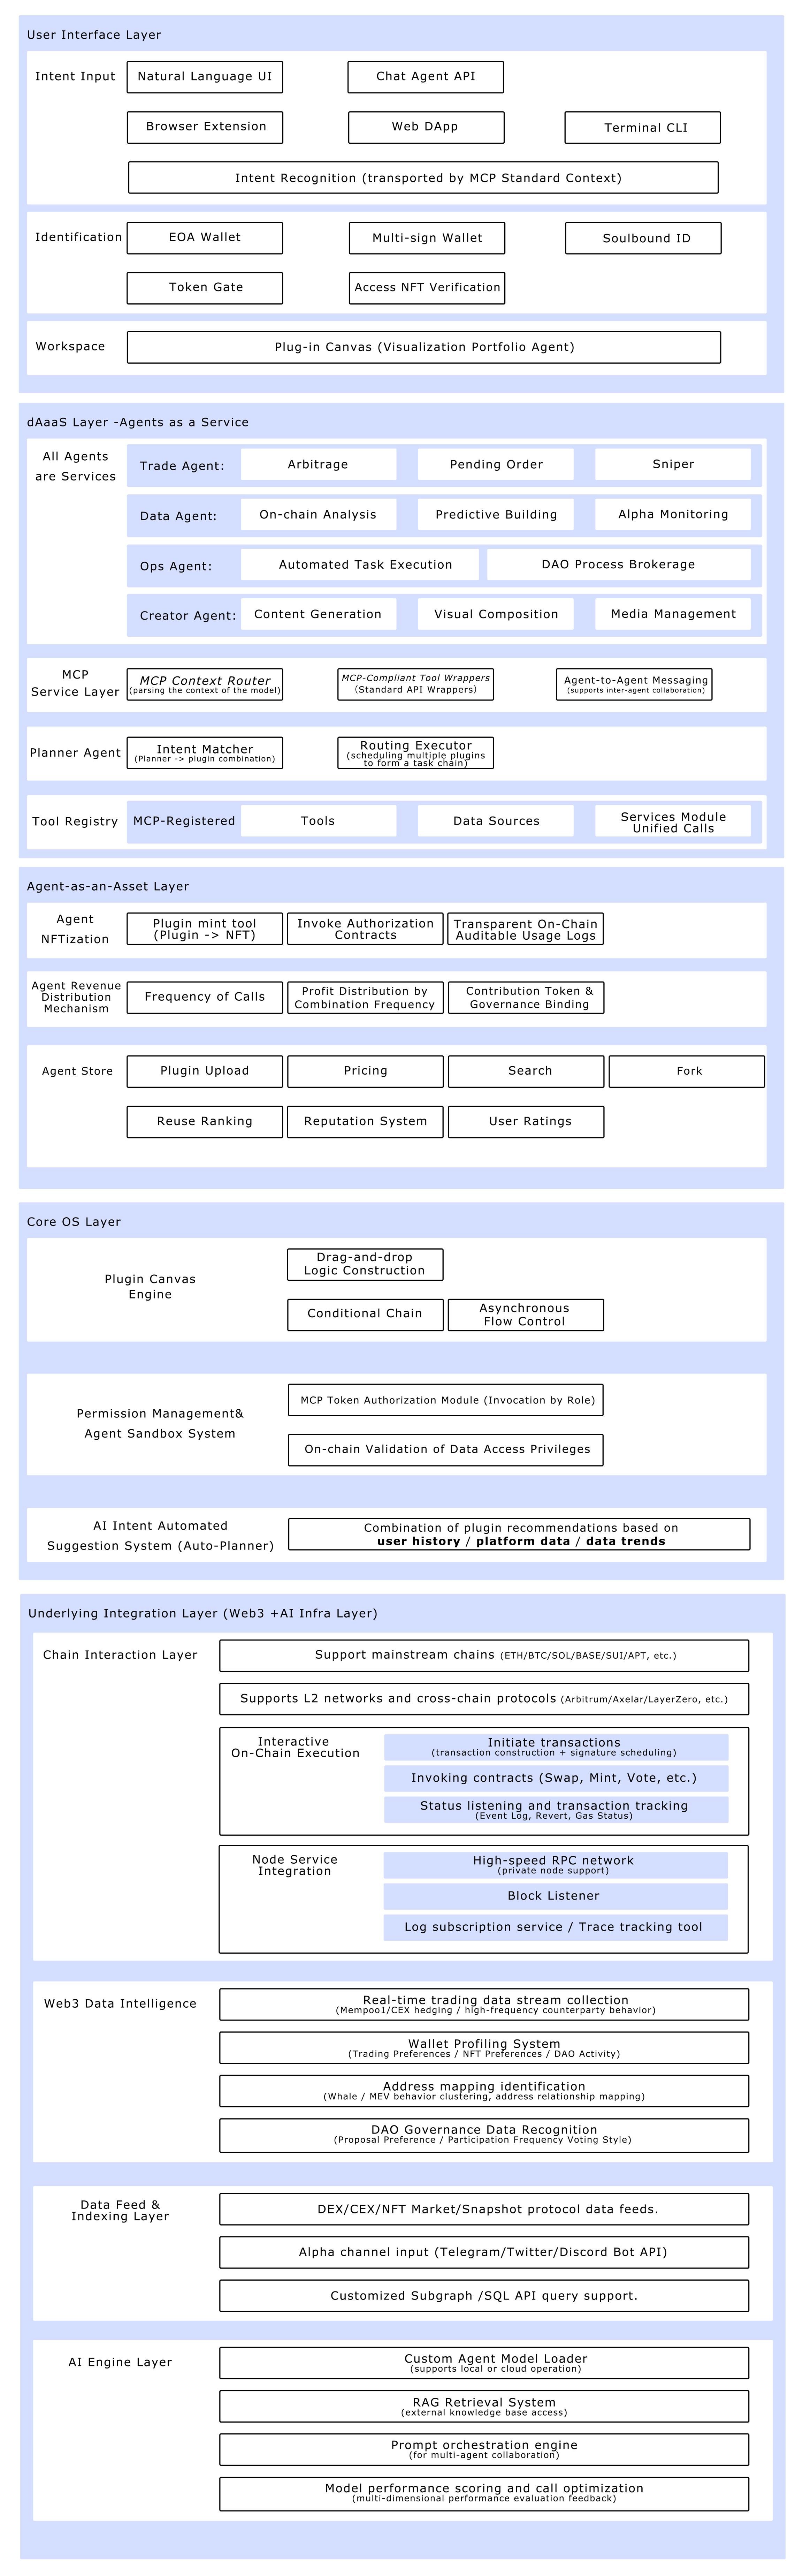 User Interface Layer
Intent Input
Natural Language UI
Chat Agent API
Browser Extension
Web DApp
Terminal CLI
Intent Recognition (transported by MCP Standard Context)
Identification
EOA Wallet
Multi-sign Wallet
Soulbound ID
Token Gate
Access NFT Verification
Workspace
Plug-in Canvas (Visualization Portfolio Agent)
dAaaS Layer -Agents as a Service
All Agents
are Services
Trade Agent:
Arbitrage
Pending Order
Sniper
Data Agent:
On-chain Analysis
Predictive Building
Alpha Monitoring
Ops Agent:
Automated Task Execution
DAO Process Brokerage
Creator Agent:
Content Generation
Visual Composition
Media Management
MCP
Service Layer
MCP Context Router
(parsing the context of the model)
MCP-Compliant Tool Wrappers
(Standard API Wrappers)
Agent-to-Agent Messaging
(supports inter-agent collaboration)
Planner Agent
Intent Matcher
(Planner -> plugin combination)
Routing Executor
(scheduling multiple plugins
to form a task chain)
Tool Registry
MCP-Registered
Tools
Data Sources
Services Module
Unified Calls
Agent-as-an-Asset Layer
Agent
NFTization
Plugin mint tool
(Plugin -> NFT)
Invoke Authorization
Contracts
Transparent On-Chain
Auditable Usage Logs
Agent Revenue
Distribution
Mechanism
Frequency of Calls
Profit Distribution by
Combination Frequency
Contribution Token &
Governance Binding
Agent Store
Plugin Upload
Pricing
Search
Fork
Reuse Ranking
Reputation System
User Ratings
Core OS Layer
Plugin Canvas
Engine
Drag-and-drop
Logic Construction
Conditional Chain
Asynchronous
Flow Control
Permission Management&
Agent Sandbox System
MCP Token Authorization Module (Invocation by Role)
On-chain Validation of Data Access Privileges
AI Intent Automated
Suggestion System (Auto-Planner)
Combination of plugin recommendations based on
user history / platform data / data trends
Underlying Integration Layer (Web3 +AI Infra Layer)
Chain Interaction Layer
Support mainstream chains (ETH/BTC/SOL/BASE/SUI/APT, etc.)
Supports L2 networks and cross-chain protocols (Arbitrum/Axelar/LayerZero, etc.)
Interactive
On-Chain Execution
Initiate transactions
(transaction construction + signature scheduling)
Invoking contracts (Swap, Mint, Vote, etc.)
Status listening and transaction tracking
(Event Log, Revert, Gas Status)
Node Service
Integration
High-speed RPC network
(private node support)
Block Listener
Log subscription service / Trace tracking tool
Web3 Data Intelligence
Real-time trading data stream collection
(Mempoo1/CEX hedging / high-frequency counterparty behavior)
Wallet Profiling System
(Trading Preferences / NFT Preferences / DAO Activity)
Address mapping identification
(Whale / MEV behavior clustering, address relationship mapping)
DAO Governance Data Recognition
(Proposal Preference / Participation Frequency Voting Style)
Data Feed &
Indexing Layer
DEX/CEX/NFT Market/Snapshot protocol data feeds.
Alpha channel input (Telegram/Twitter/Discord Bot API)
Customized Subgraph /SQL API query support.
AI Engine Layer
Custom Agent Model Loader
(supports local or cloud operation)
RAG Retrieval System
(external knowledge base access)
Prompt orchestration engine
(for multi-agent collaboration)
Model performance scoring and call optimization
(multi-dimensional performance evaluation feedback)